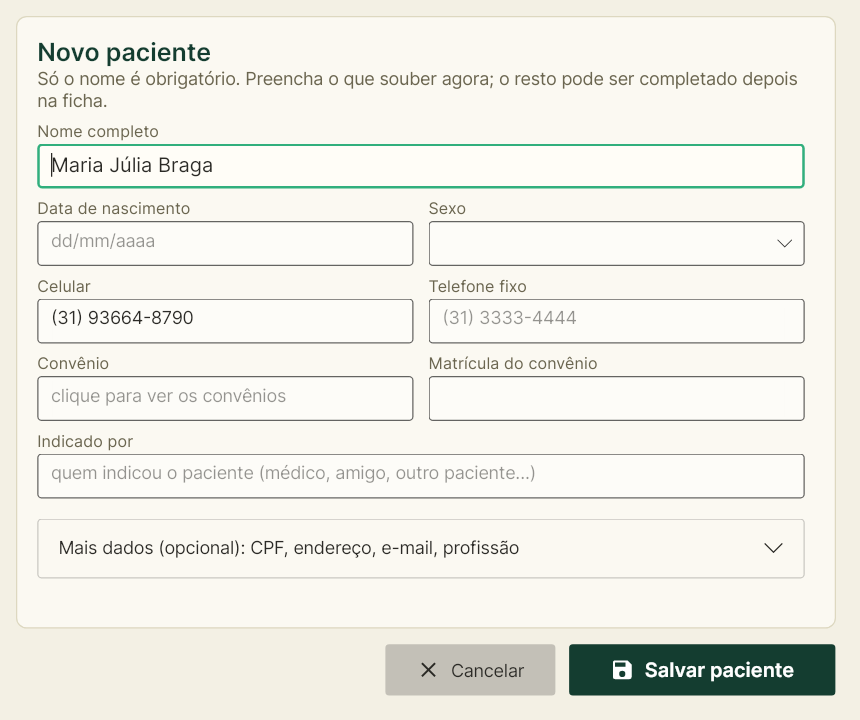 Novo paciente
Só o nome é obrigatório. Preencha o que souber agora; o resto pode ser completado depois
na ficha.
Nome completo
Maria Júlia Braga
Data de nascimento
Sexo
dd/mm/aaaa
Celular
Telefone fixo
(31) 93664-8790
(31) 3333-4444
Convênio
Matrícula do convênio
clique para ver os convênios
Indicado por
quem indicou o paciente (médico, amigo, outro paciente...)
Mais dados (opcional): CPF, endereço, e-mail, profissão
Cancelar
Salvar paciente